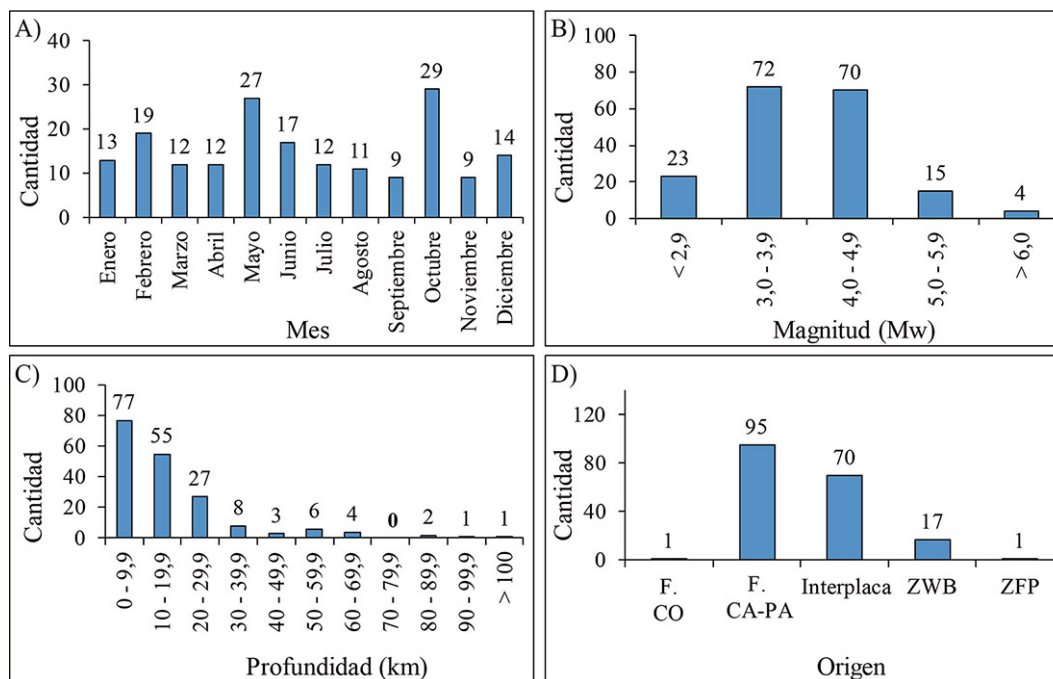 A)
Cantidad
40
30
20
10
0
13
19
12
12
27
17
12
11
9
29
9
14
Enero
Febrero
Marzo
Abril
Mayo
Junio
Julio
Agosto
Septiembre
Octubre
Noviembre
Diciembre
Mes
B)
Cantidad
100
80
60
40
20
0
23
72
70
15
4
< 2,9
3,0 - 3,9
4,0 - 4,9
5,0 - 5,9
> 6,0
Magnitud (Mw)
C)
Cantidad
100
80
60
40
20
0
77
55
27
8
3
6
4
0
2
1
1
0 - 9,9
10 - 19,9
20 - 29,9
30 - 39,9
40 - 49,9
50 - 59,9
60 - 69,9
70 - 79,9
80 - 89,9
90 - 99,9
> 100
Profundidad (km)
D)
Cantidad
120
80
40
0
1
95
70
17
1
F.
CO
F.
CA-PA
Interplaca
ZWB
ZFP
Origen